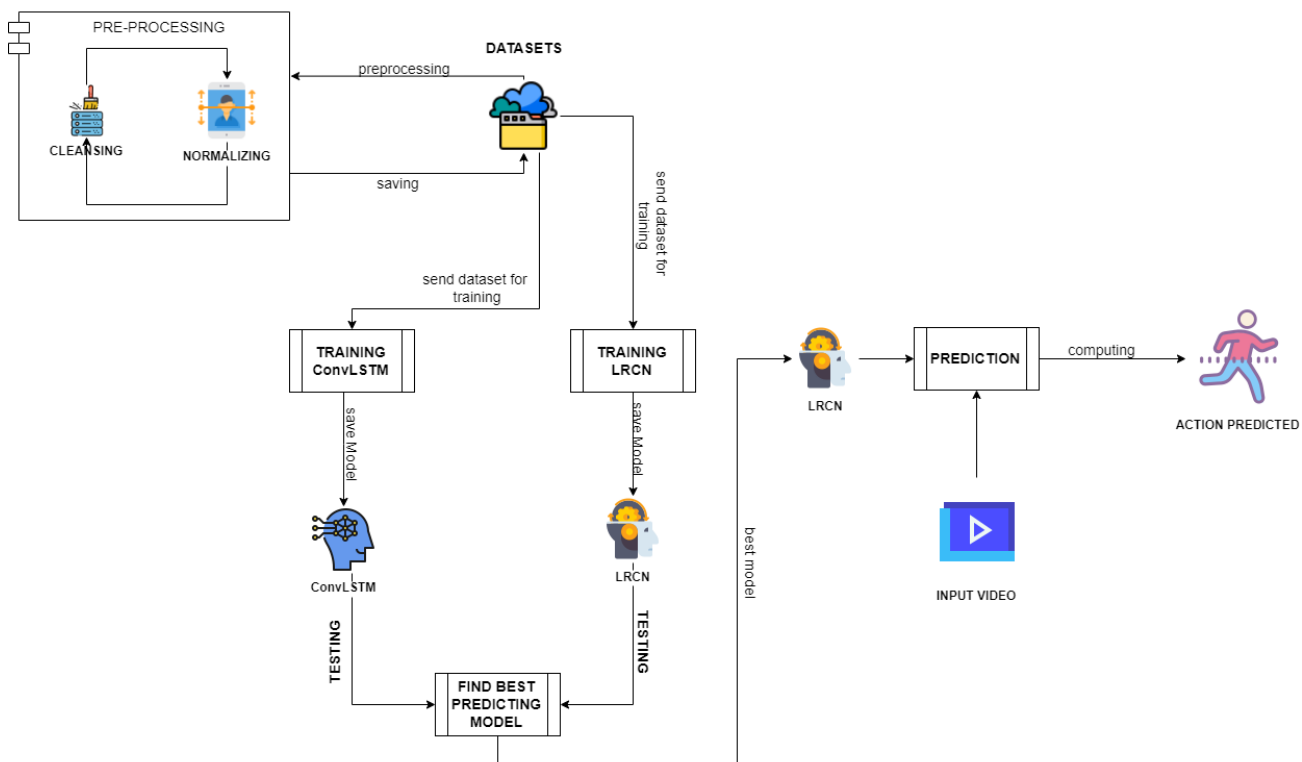 PRE-PROCESSING
CLEANSING
NORMALIZING
DATASETS
preprocessing
saving
send dataset for
training
send dataset for
training
TRAINING
ConvLSTM
TRAINING
LRCN
save Model
save Model
ConvLSTM
LRCN
TESTING
TESTING
FIND BEST
PREDICTING
MODEL
best model
LRCN
PREDICTION
computing
ACTION PREDICTED
INPUT VIDEO